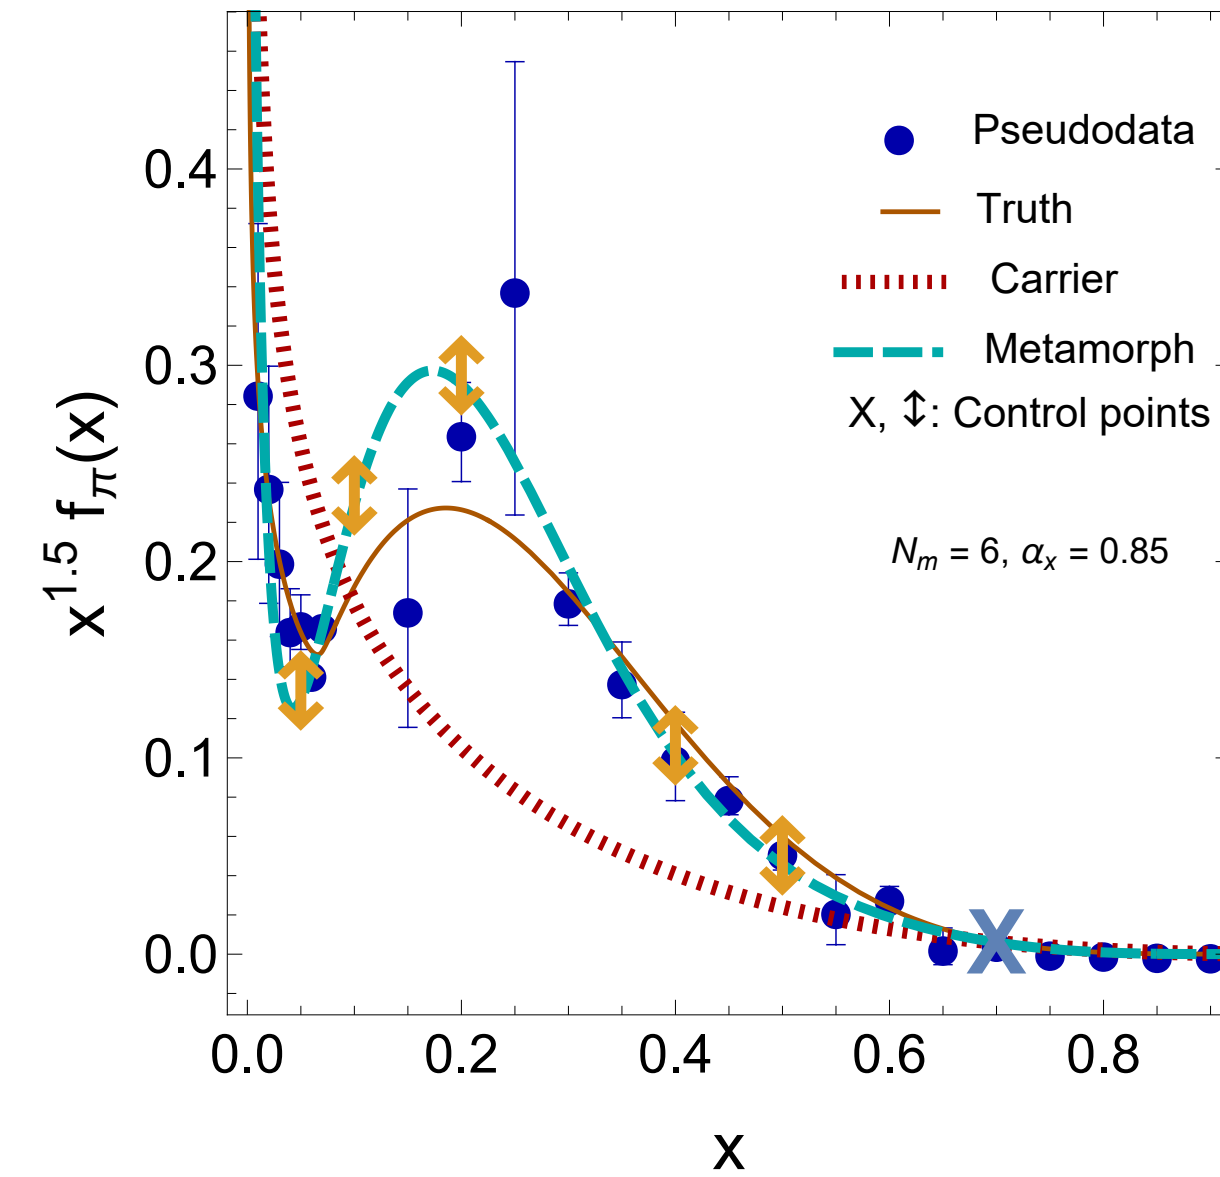 Pseudodata
Truth
Carrier
Metamorph
X, ↕: Control points
N_m = 6, α_x = 0.85
x^1.5 f_π(x)
0.4
0.3
0.2
0.1
0.0
X
0.0 0.2 0.4 0.6 0.8
x